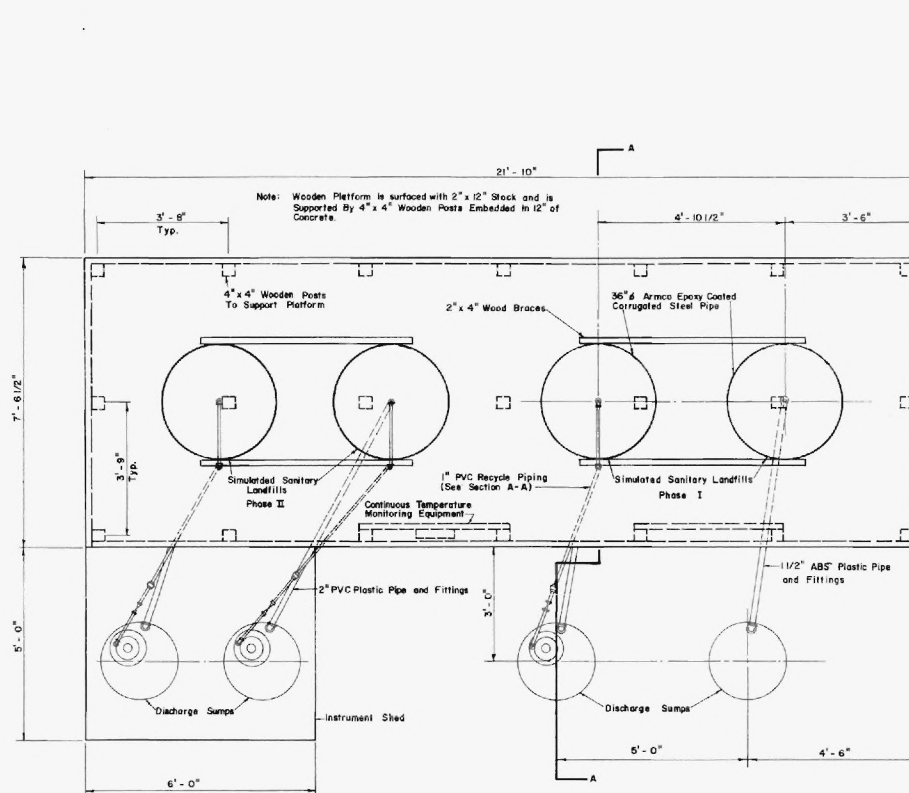 A
21' - 10"
Note: Wooden Platform is surfaced with 2" x 12" Stock and is
Supported By 4" x 4" Wooden Posts Embedded in 12" of
Concrete.
3' - 8"
Typ.
4' - 10 1/2"
3' - 6"
4" x 4" Wooden Posts
To Support Platform
2" x 4" Wood Braces
36" ø Armco Epoxy Coated
Corrugated Steel Pipe
7' - 6 1/2"
3' - 9"
Typ.
Simulatded Sanitary
Landfills
Phase II
1" PVC Recycle Piping
(See Section A-A)
Simulated Sanitary Landfills
Phase I
Continuous Temperature
Monitoring Equipment
2" PVC Plastic Pipe and Fittings
1 1/2" ABS Plastic Pipe
and Fittings
3' - 0"
5' - 0"
Discharge Sumps
Instrument Shed
Discharge Sumps
5' - 0"
4' - 6"
6' - 0"
A